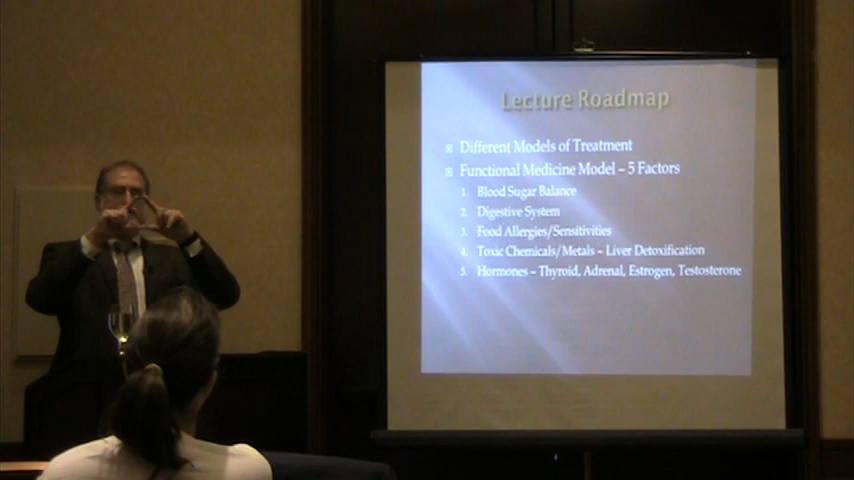 Lecture Roadmap
Different Models of Treatment
Functional Medicine Model – 5 Factors
1. Blood Sugar Balance
2. Digestive System
3. Food Allergies/Sensitivities
4. Toxic Chemicals/Metals – Liver Detoxification
5. Hormones – Thyroid, Adrenal, Estrogen, Testosterone